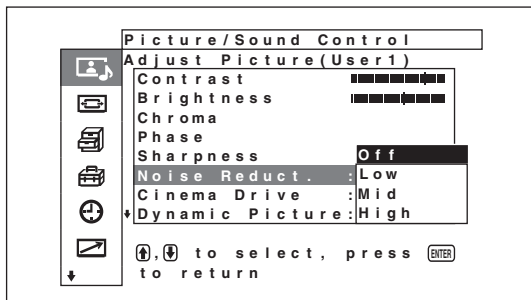 Picture/Sound Control
Adjust Picture(User1)
Contrast
Brightness
Chroma
Phase
Sharpness
Off
Noise Reduct. :Low
Cinema Drive :Mid
Dynamic Picture:High
↑,↓ to select, press ENTER
to return